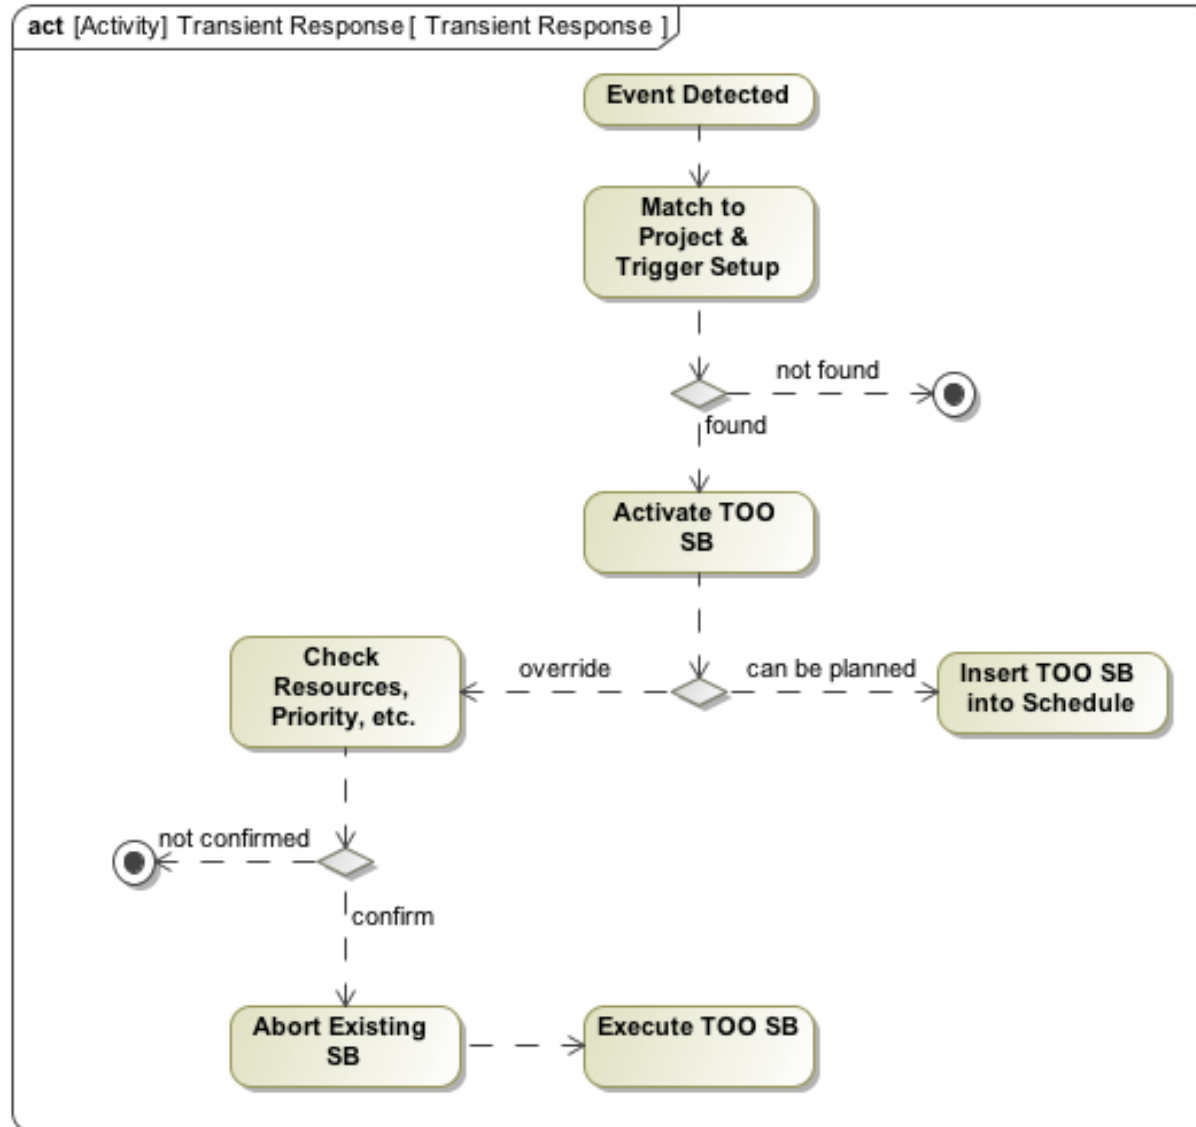 act [Activity] Transient Response [ Transient Response ]
Event Detected
Match to
Project &
Trigger Setup
not found
found
Activate TOO
SB
override
can be planned
Check
Resources,
Priority, etc.
Insert TOO SB
into Schedule
not confirmed
confirm
Abort Existing
SB
Execute TOO SB